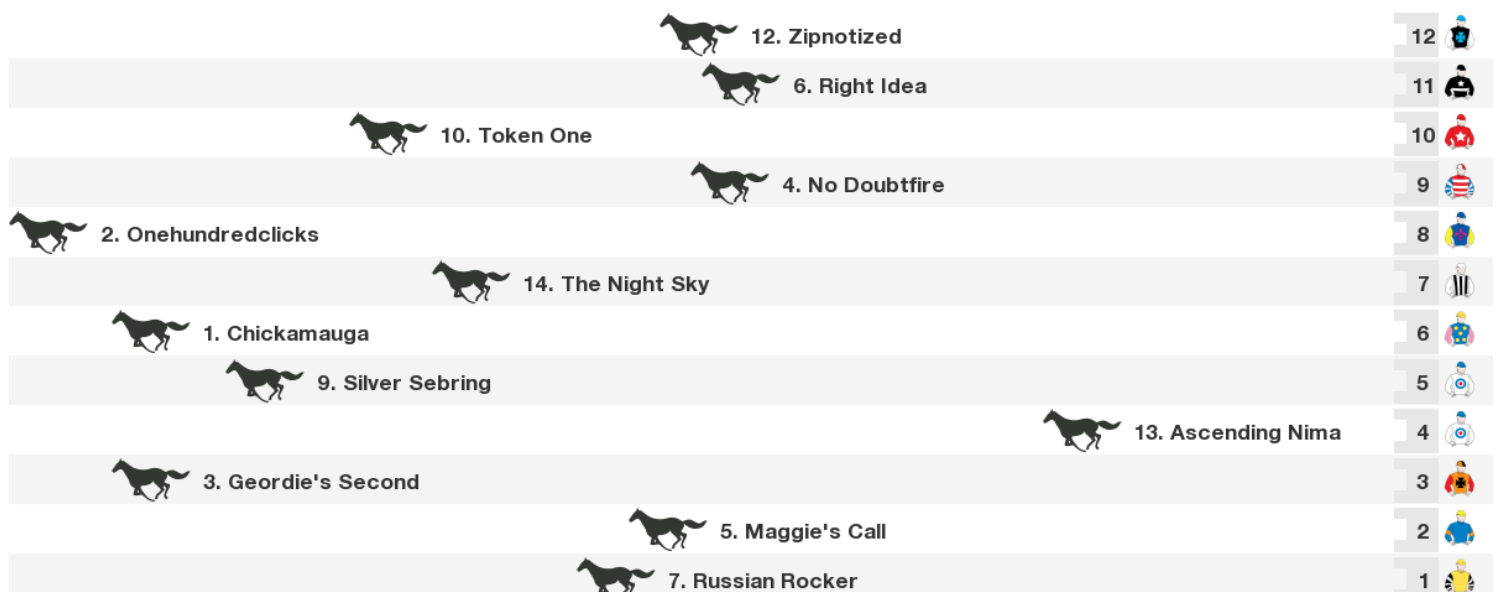 12. Zipnotized 12
6. Right Idea 11
10. Token One 10
4. No Doubtfire 9
2. Onehundredclicks 8
14. The Night Sky 7
1. Chickamauga 6
9. Silver Sebring 5
13. Ascending Nima 4
3. Geordie's Second 3
5. Maggie's Call 2
7. Russian Rocker 1